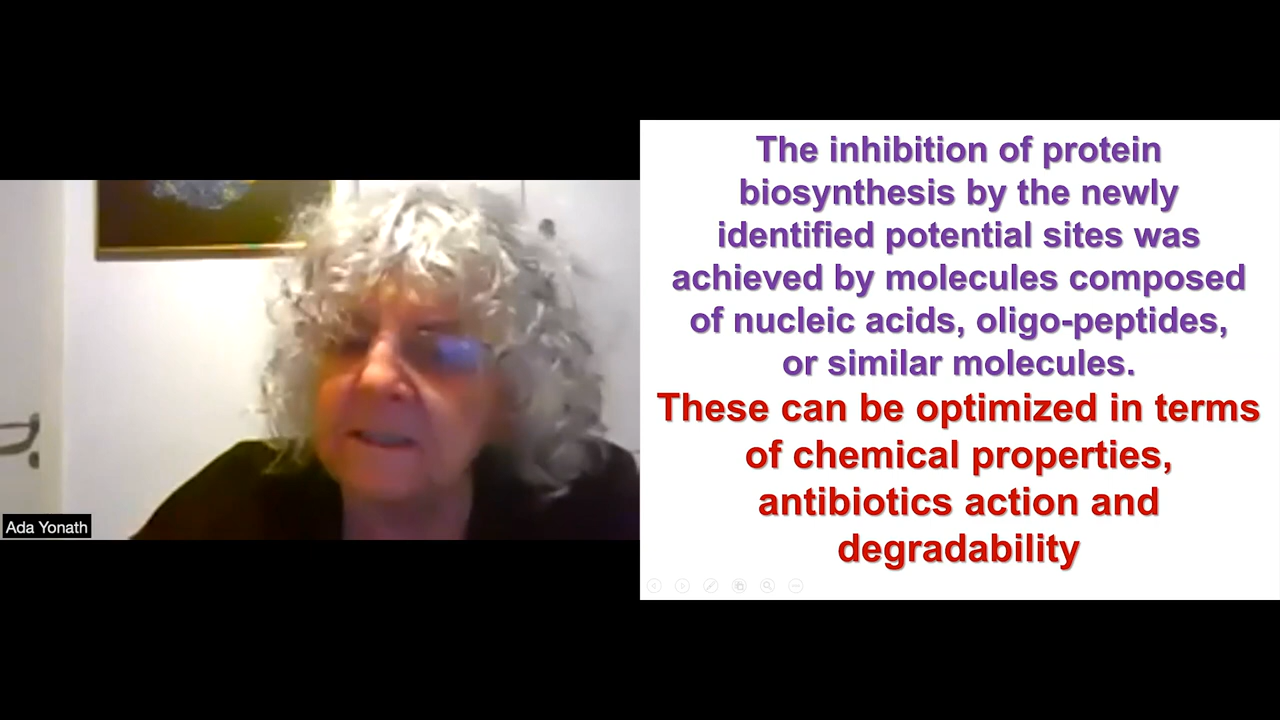 Ada Yonath
The inhibition of protein
biosynthesis by the newly
identified potential sites was
achieved by molecules composed
of nucleic acids, oligo-peptides,
or similar molecules.
These can be optimized in terms
of chemical properties,
antibiotics action and
degradability